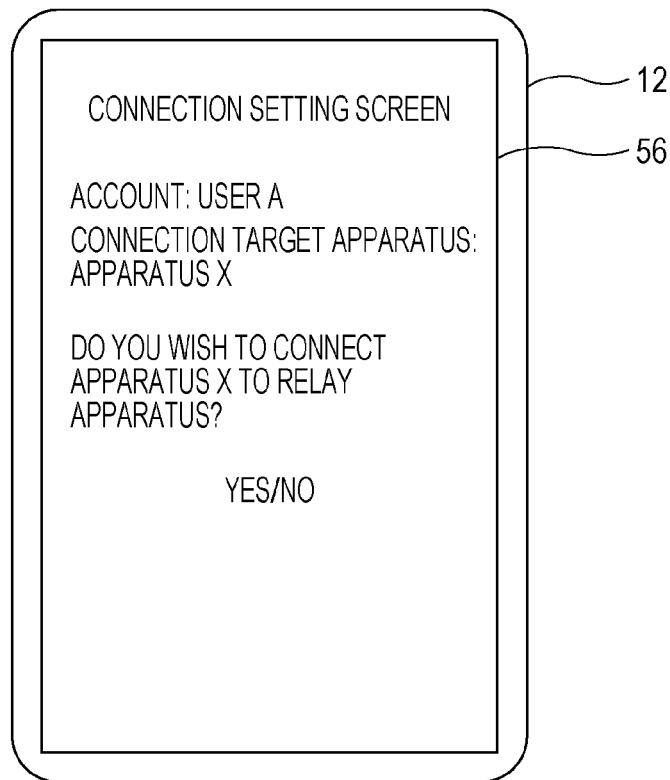 CONNECTION SETTING SCREEN
12
56
ACCOUNT: USER A
CONNECTION TARGET APPARATUS:
APPARATUS X
DO YOU WISH TO CONNECT
APPARATUS X TO RELAY
APPARATUS?
YES/NO